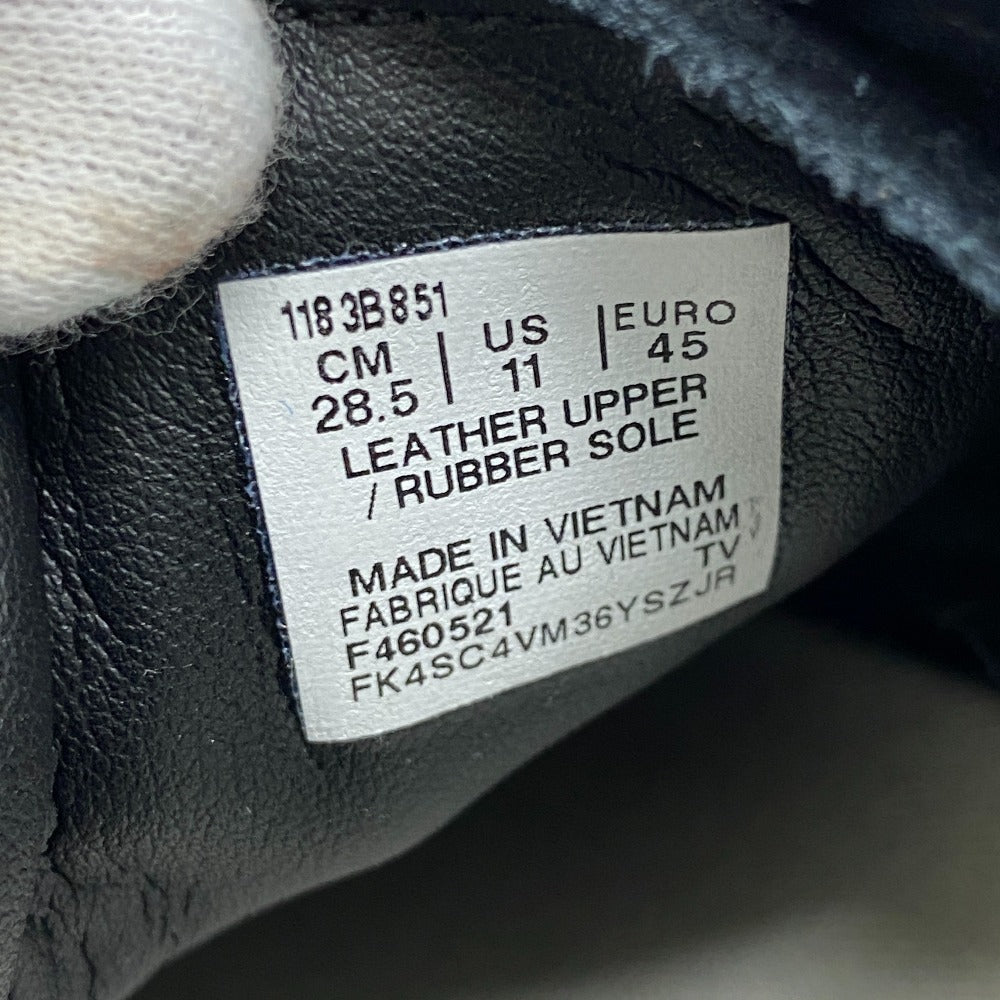 1183B851
CM | US | EURO
28.5 | 11 | 45
LEATHER UPPER
/ RUBBER SOLE
MADE IN VIETNAM
FABRIQUE AU VIETNAM
TV
F460521
FK4SC4VM36YSZJR